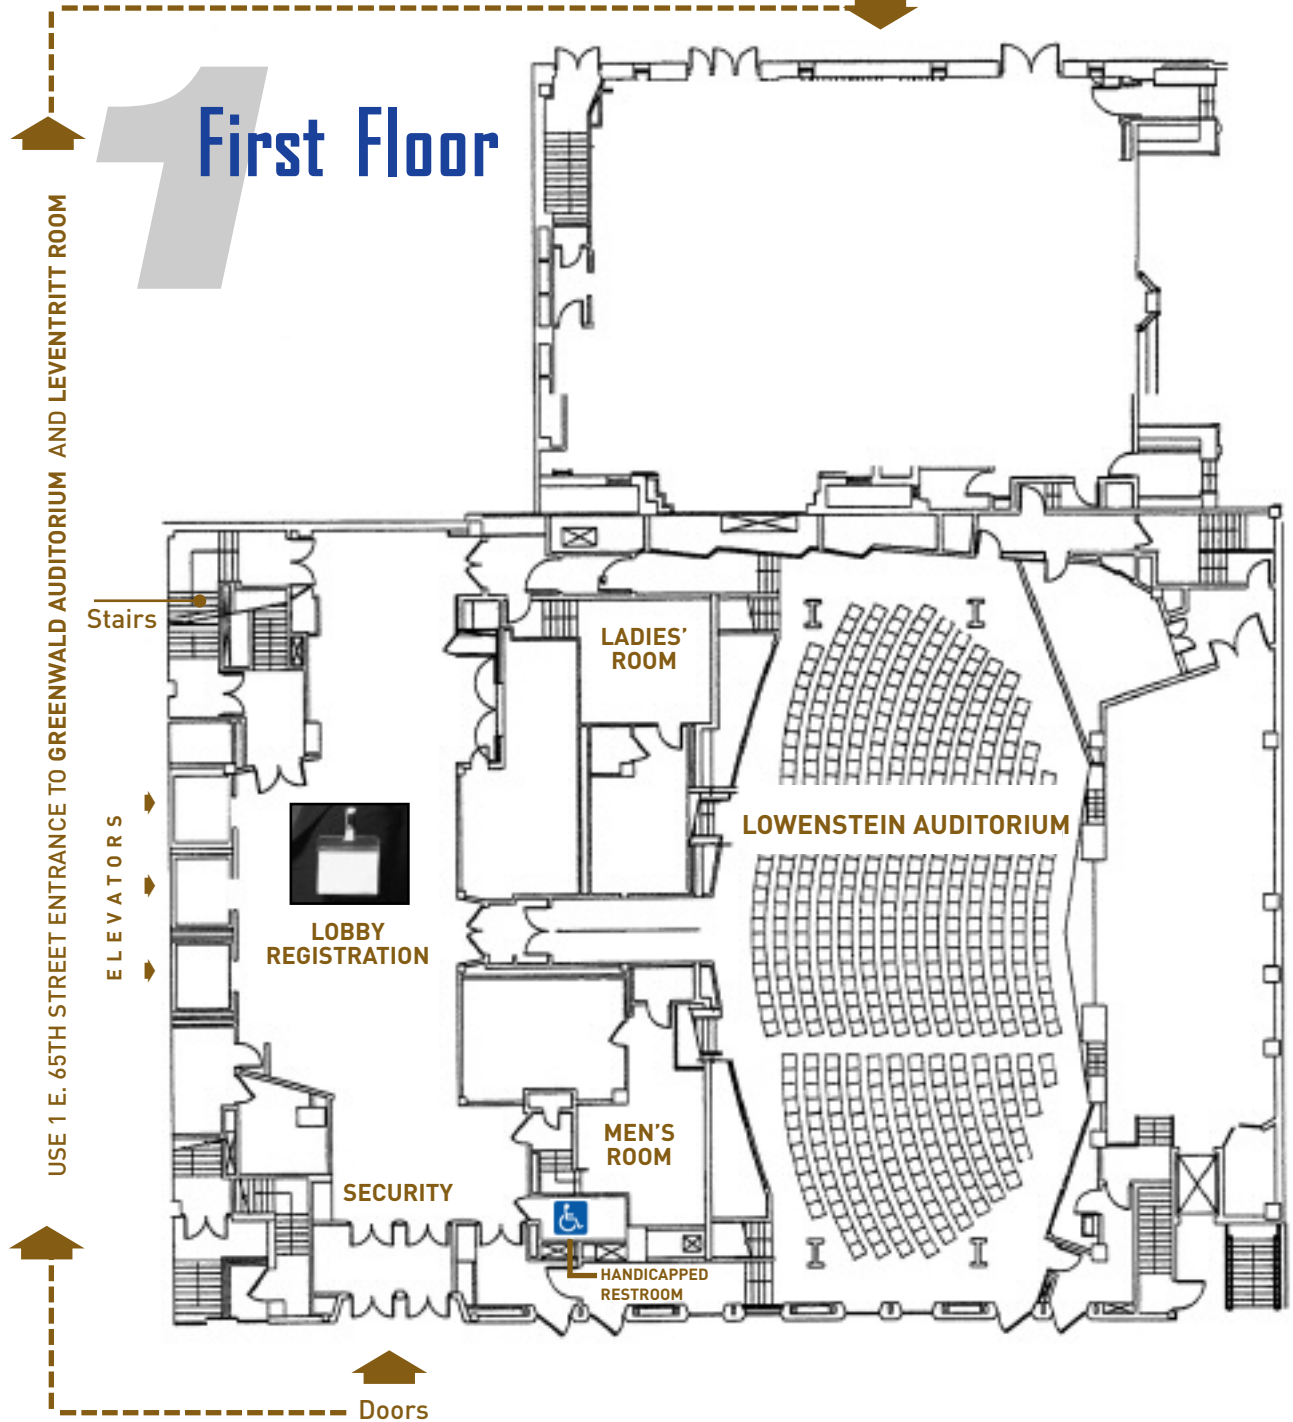 1
First Floor
USE 1 E. 65TH STREET ENTRANCE TO GREENWALD AUDITORIUM AND LEVENTRITT ROOM
Stairs
LADIES'
ROOM
ELEVATORS
LOWENSTEIN AUDITORIUM
LOBBY
REGISTRATION
MEN'S
ROOM
SECURITY
HANDICAPPED
RESTROOM
Doors